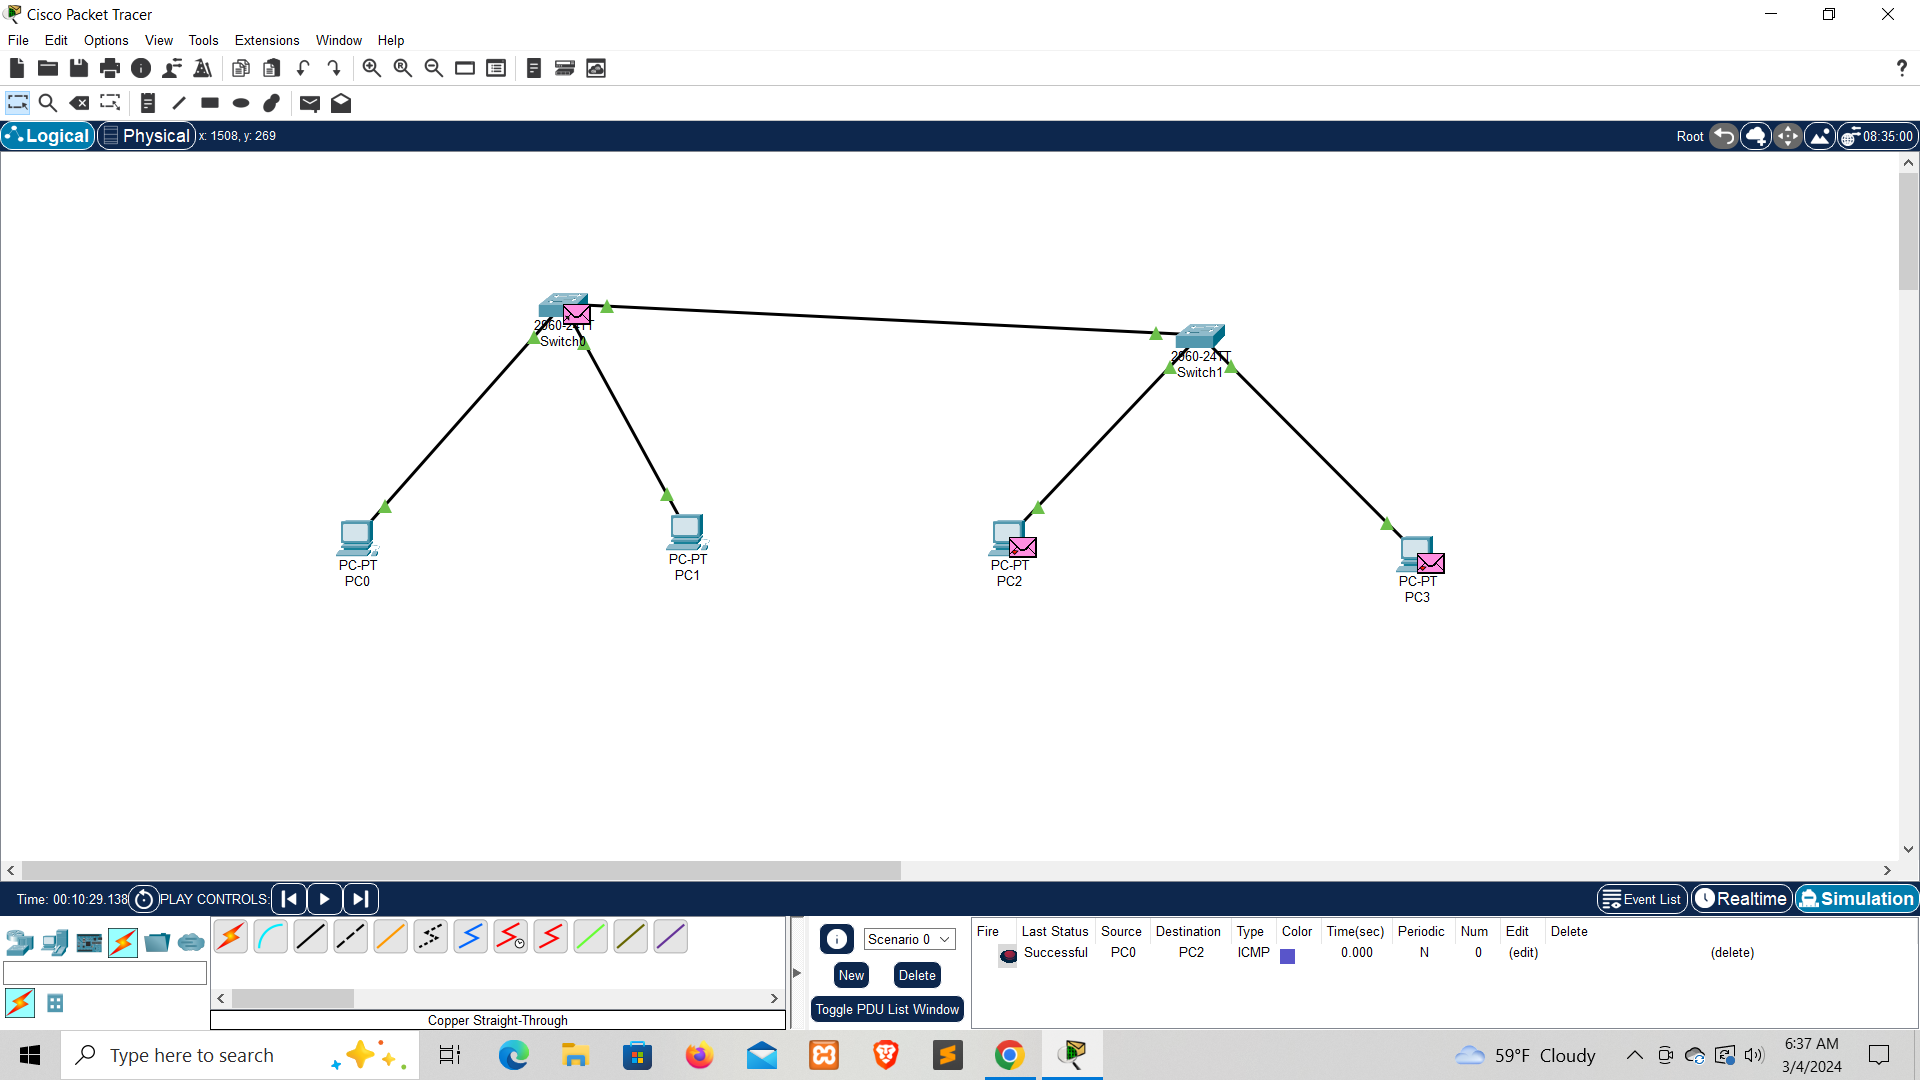 Cisco Packet Tracer
File Edit Options View Tools Extensions Window Help
?
Logical Physical x: 1508, y: 269 Root 08:35:00
2960-24TT
Switch0
2960-24TT
Switch1
PC-PT
PC0
PC-PT
PC1
PC-PT
PC2
PC-PT
PC3
Time: 00:10:29.138 PLAY CONTROLS: Event List Realtime Simulation
Scenario 0
New Delete
Toggle PDU List Window
Fire Last Status Source Destination Type Color Time(sec) Periodic Num Edit Delete
Successful PC0 PC2 ICMP 0.000 N 0 (edit) (delete)
Copper Straight-Through
Type here to search
59°F Cloudy
6:37 AM
3/4/2024